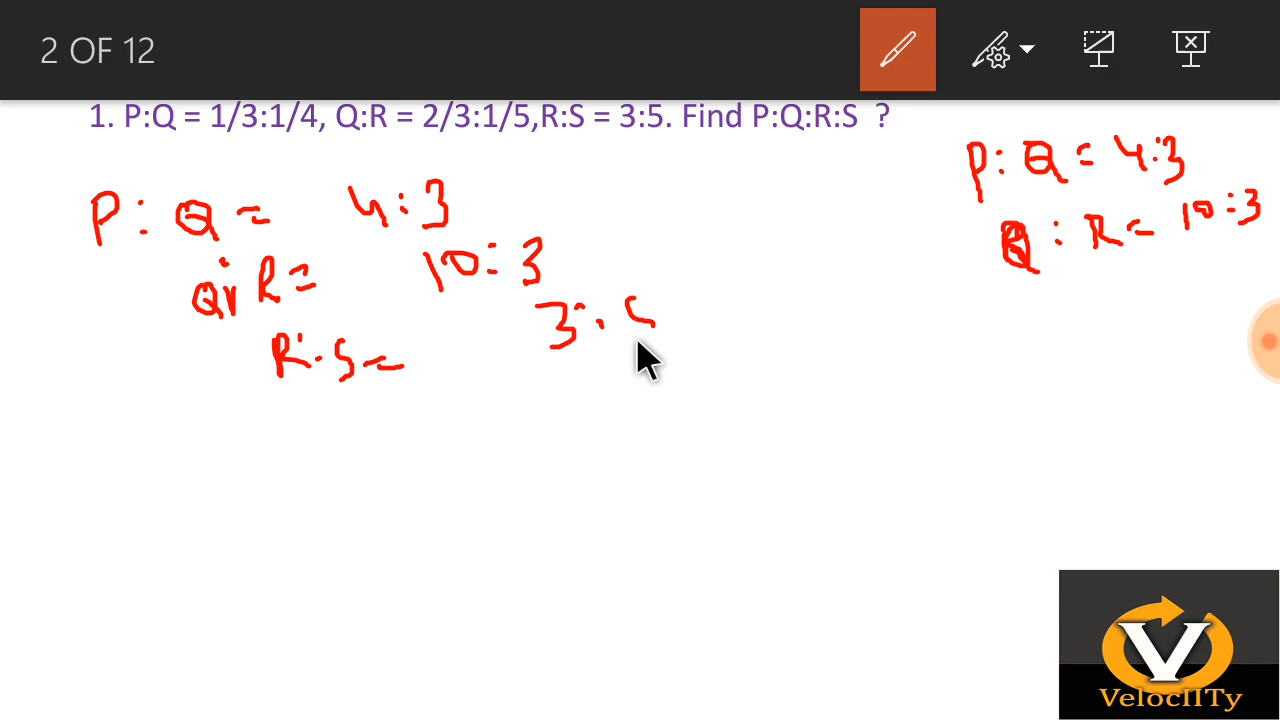 2 OF 12
1. P:Q = 1/3:1/4, Q:R = 2/3:1/5,R:S = 3:5. Find P:Q:R:S ?
P : Q = 4:3
Q : R = 10:3
P : Q = 4:3
Q : R = 10:3
R : S = 3:5
V
VelocIITy